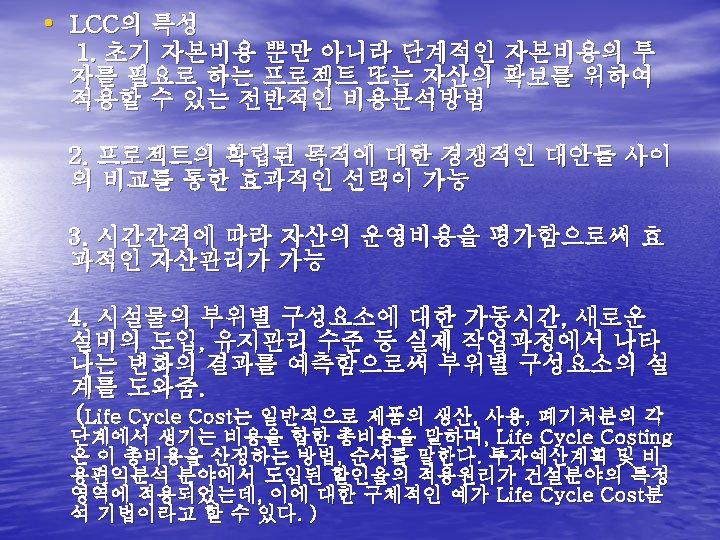 • LCC의 특성
1. 초기 자본비용 뿐만 아니라 단계적인 자본비용의 투
자를 필요로 하는 프로젝트 또는 자산의 확보를 위하여
적용할 수 있는 전반적인 비용분석방법
2. 프로젝트의 확립된 목적에 대한 경쟁적인 대안들 사이
의 비교를 통한 효과적인 선택이 가능
3. 시간간격에 따라 자산의 운영비용을 평가함으로써 효
과적인 자산관리가 가능
4. 시설물의 부위별 구성요소에 대한 가동시간, 새로운
설비의 도입, 유지관리 수준 등 실제 작업과정에서 나타
나는 변화의 결과를 예측함으로써 부위별 구성요소의 설
계를 도와줌.
(Life Cycle Cost는 일반적으로 제품의 생산, 사용, 폐기처분의 각
단계에서 생기는 비용을 합한 총비용을 말하며, Life Cycle Costing
은 이 총비용을 산정하는 방법, 순서를 말한다. 투자예산계획 및 비
용편익분석 분야에서 도입된 할인율의 적용원리가 건설분야의 특정
영역에 적용되었는데, 이에 대한 구체적인 예가 Life Cycle Cost분
석 기법이라고 할 수 있다. )